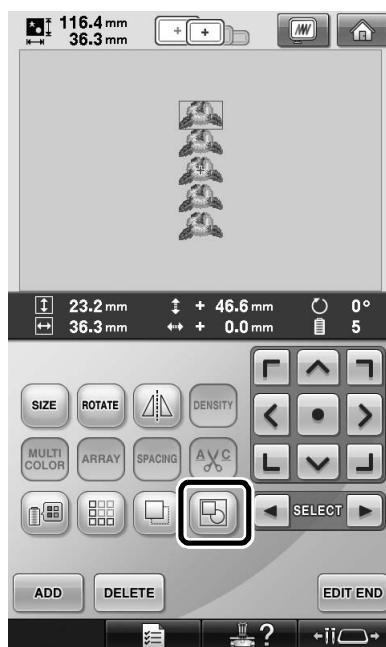 116.4 mm
36.3 mm
23.2 mm + 46.6 mm 0°
36.3 mm + 0.0 mm 5
SIZE ROTATE DENSITY
MULTI COLOR ARRAY SPACING A C
SELECT
ADD DELETE EDIT END
?